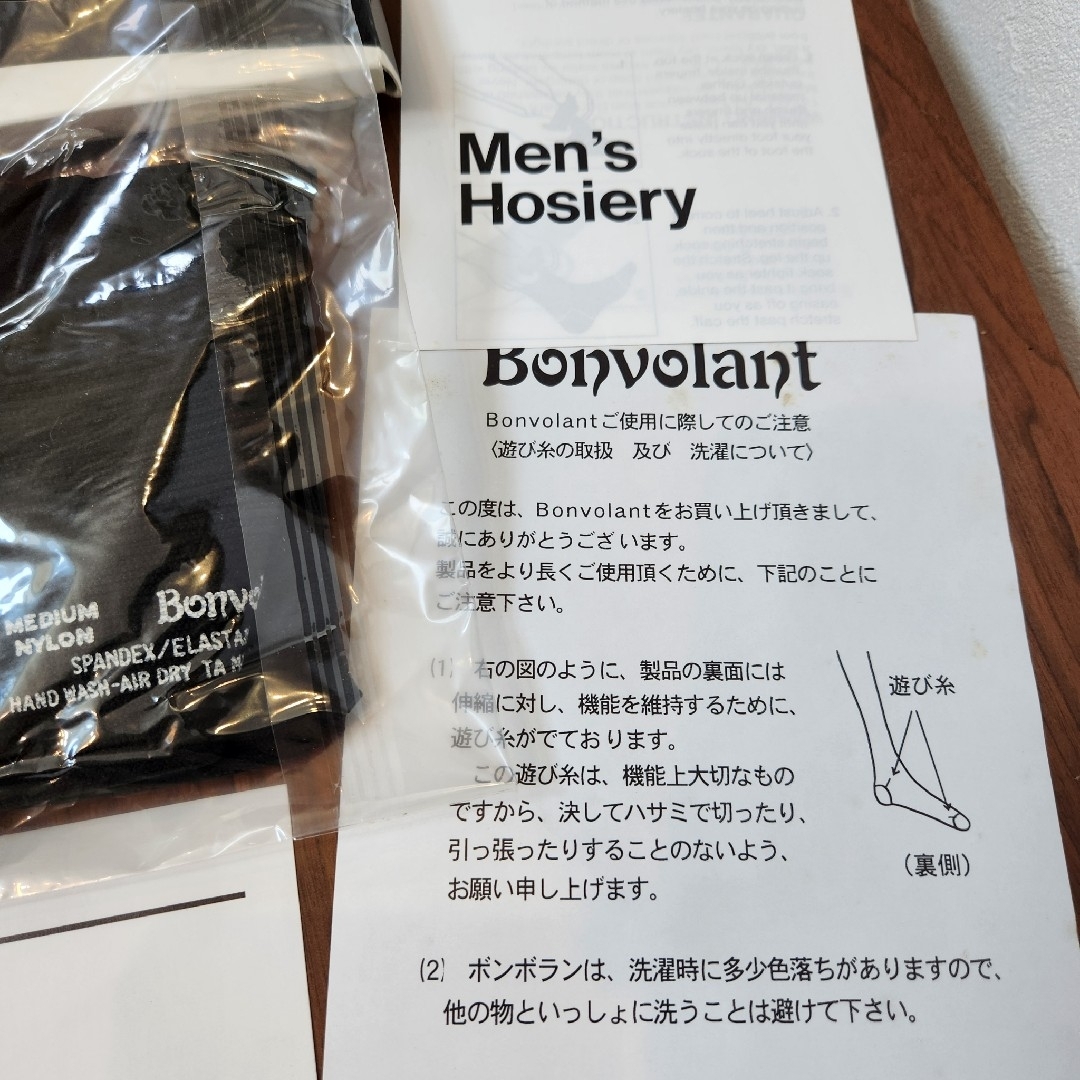 Men's
Hosiery
Bonvolant
Bonvolantご使用に際してのご注意
〈遊び糸の取扱　及び　洗濯について〉
この度は、Bonvolantをお買い上げ頂きまして、
誠にありがとうございます。
製品をより長くご使用頂くために、下記のことに
ご注意下さい。
(1)　右の図のように、製品の裏面には
伸縮に対し、機能を維持するために、
遊び糸がでております。
この遊び糸は、機能上大切なもの
ですから、決してハサミで切ったり、
引っ張ったりすることのないよう、
お願い申し上げます。
遊び糸
（裏側）
(2)　ボンボランは、洗濯時に多少色落ちがありますので、
他の物といっしょに洗うことは避けて下さい。
MEDIUM
NYLON
Bonvo
SPANDEX/ELASTA
HAND WASH-AIR DRY